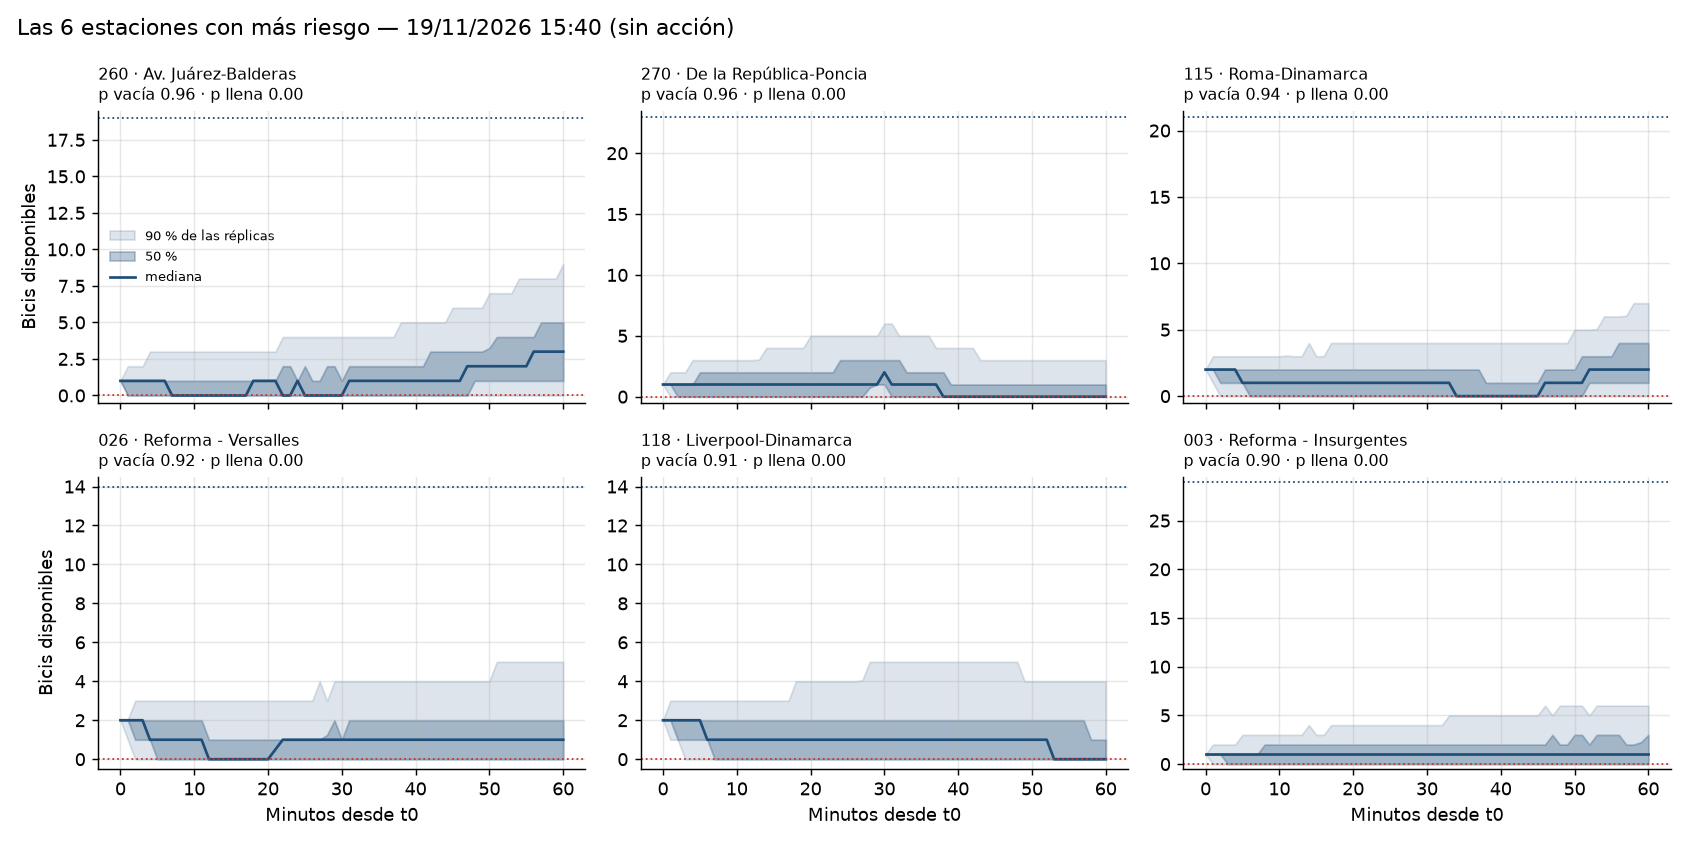 Las 6 estaciones con más riesgo — 19/11/2026 15:40 (sin acción)
260 · Av. Juárez-Balderas
p vacía 0.96 · p llena 0.00
270 · De la República-Poncia
p vacía 0.96 · p llena 0.00
115 · Roma-Dinamarca
p vacía 0.94 · p llena 0.00
Bicis disponibles
17.5
15.0
12.5
10.0
7.5
5.0
2.5
0.0
90 % de las réplicas
50 %
mediana
20
15
10
5
0
20
15
10
5
0
026 · Reforma - Versalles
p vacía 0.92 · p llena 0.00
118 · Liverpool-Dinamarca
p vacía 0.91 · p llena 0.00
003 · Reforma - Insurgentes
p vacía 0.90 · p llena 0.00
Bicis disponibles
14
12
10
8
6
4
2
0
0 10 20 30 40 50 60
Minutos desde t0
14
12
10
8
6
4
2
0
0 10 20 30 40 50 60
Minutos desde t0
25
20
15
10
5
0
0 10 20 30 40 50 60
Minutos desde t0